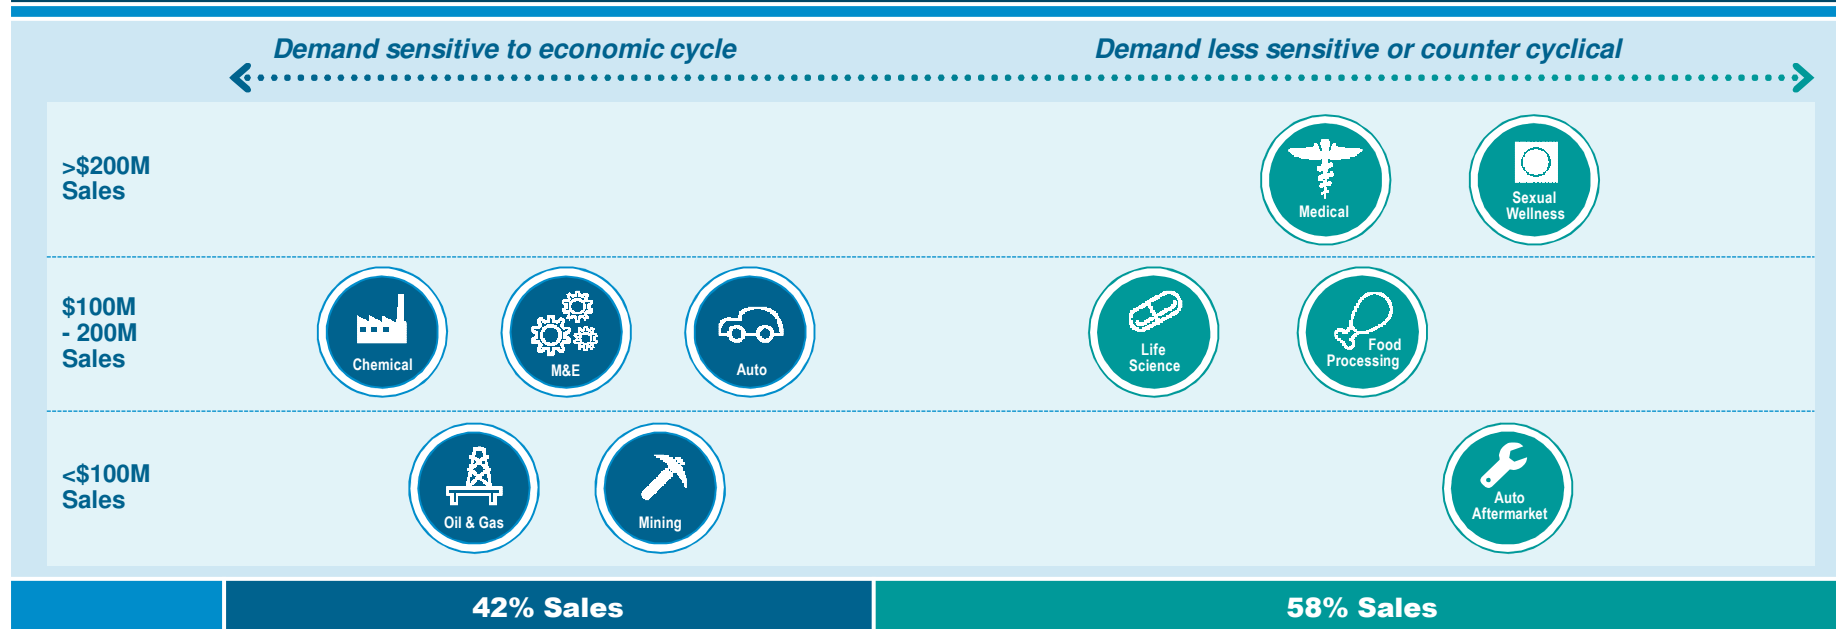 Demand sensitive to economic cycle
Demand less sensitive or counter cyclical
>$200M
Sales
Medical
Sexual
Wellness
$100M
- 200M
Sales
Chemical
M&E
Auto
Life
Science
Food
Processing
<$100M
Sales
Oil & Gas
Mining
Auto
Aftermarket
42% Sales
58% Sales